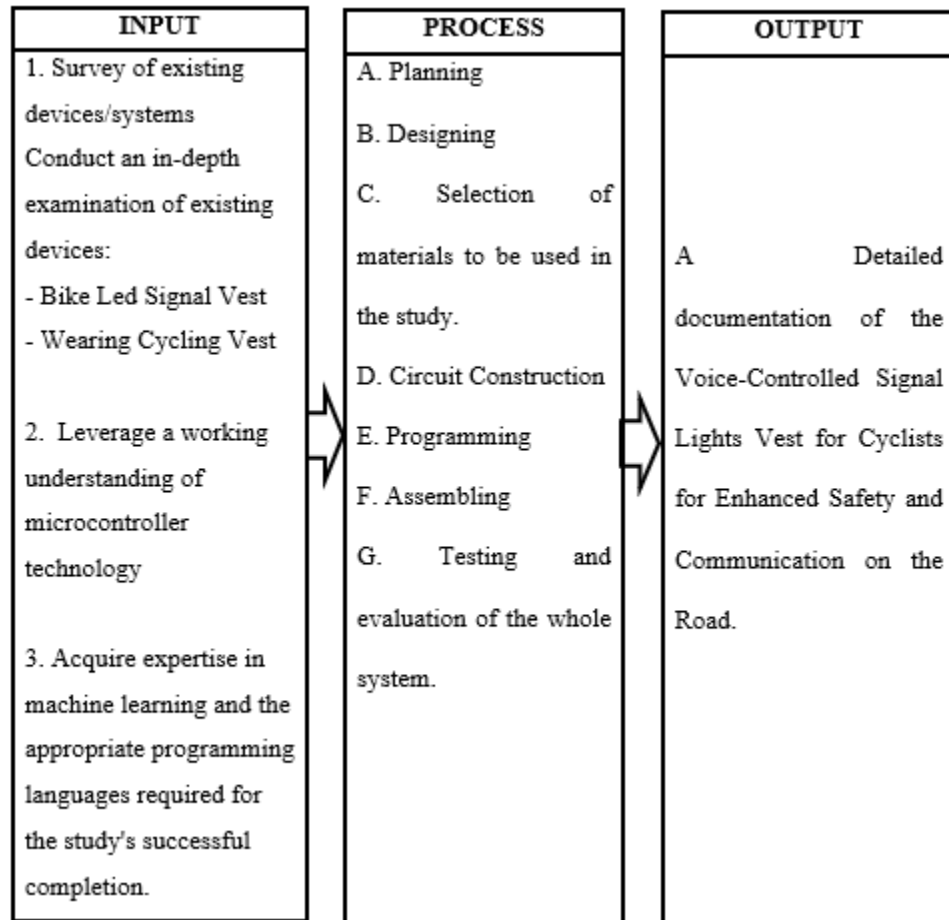 INPUT
1. Survey of existing
devices/systems
Conduct an in-depth
examination of existing
devices:
- Bike Led Signal Vest
- Wearing Cycling Vest
2. Leverage a working
understanding of
microcontroller
technology
3. Acquire expertise in
machine learning and the
appropriate programming
languages required for
the study's successful
completion.
PROCESS
A. Planning
B. Designing
C. Selection of
materials to be used in
the study.
D. Circuit Construction
E. Programming
F. Assembling
G. Testing and
evaluation of the whole
system.
OUTPUT
A Detailed
documentation of the
Voice-Controlled Signal
Lights Vest for Cyclists
for Enhanced Safety and
Communication on the
Road.